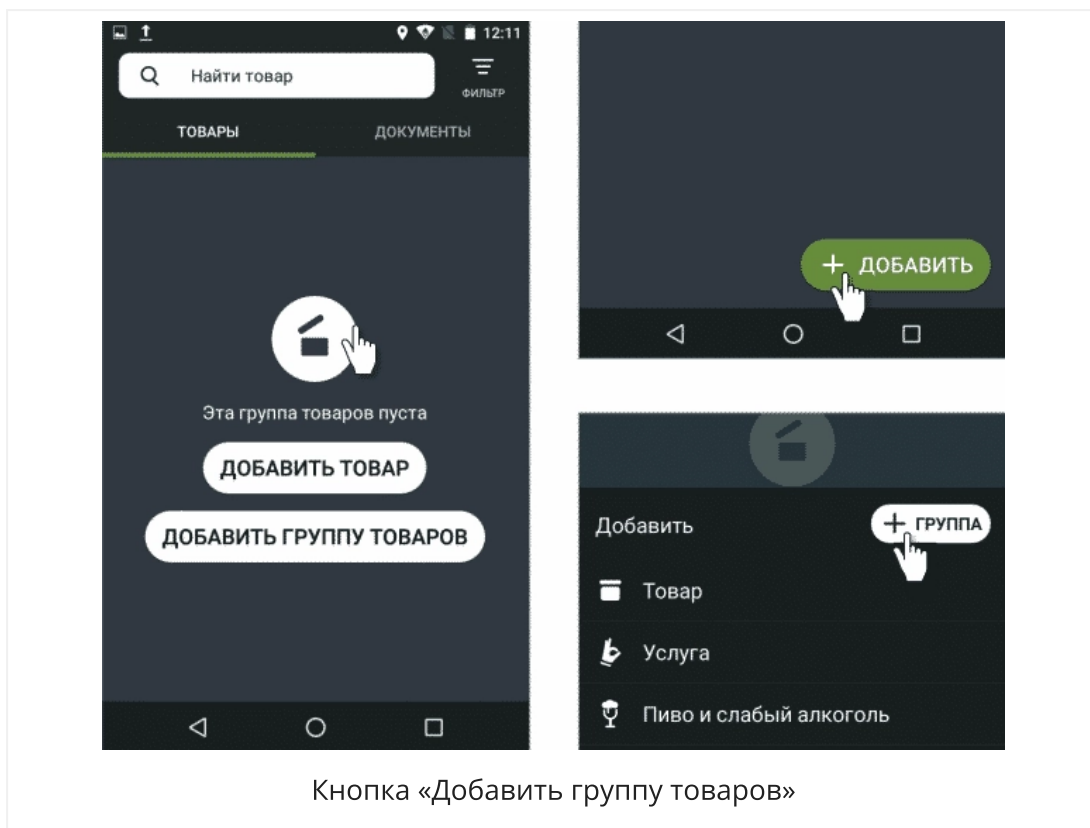 12:11
Найти товар
ФИЛЬТР
ТОВАРЫ ДОКУМЕНТЫ
Эта группа товаров пуста
ДОБАВИТЬ ТОВАР
ДОБАВИТЬ ГРУППУ ТОВАРОВ
+ ДОБАВИТЬ
Добавить + ГРУППА
Товар
Услуга
Пиво и слабый алкоголь
Кнопка «Добавить группу товаров»